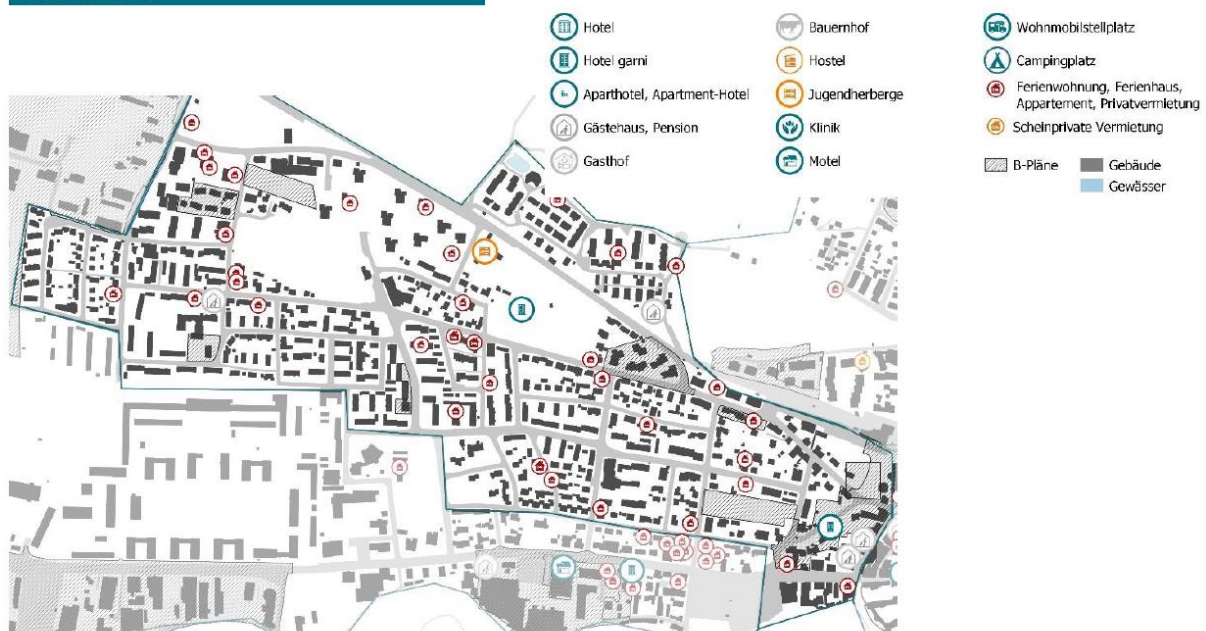 Hotel
Hotel garni
Aparthotel, Apartment-Hotel
Gästehaus, Pension
Gasthof
Bauernhof
Hostel
Jugendherberge
Klinik
Motel
Wohnmobilstellplatz
Campingplatz
Ferienwohnung, Ferienhaus,
Appartement, Privatvermietung
Scheinprivate Vermietung
B-Pläne
Gebäude
Gewässer